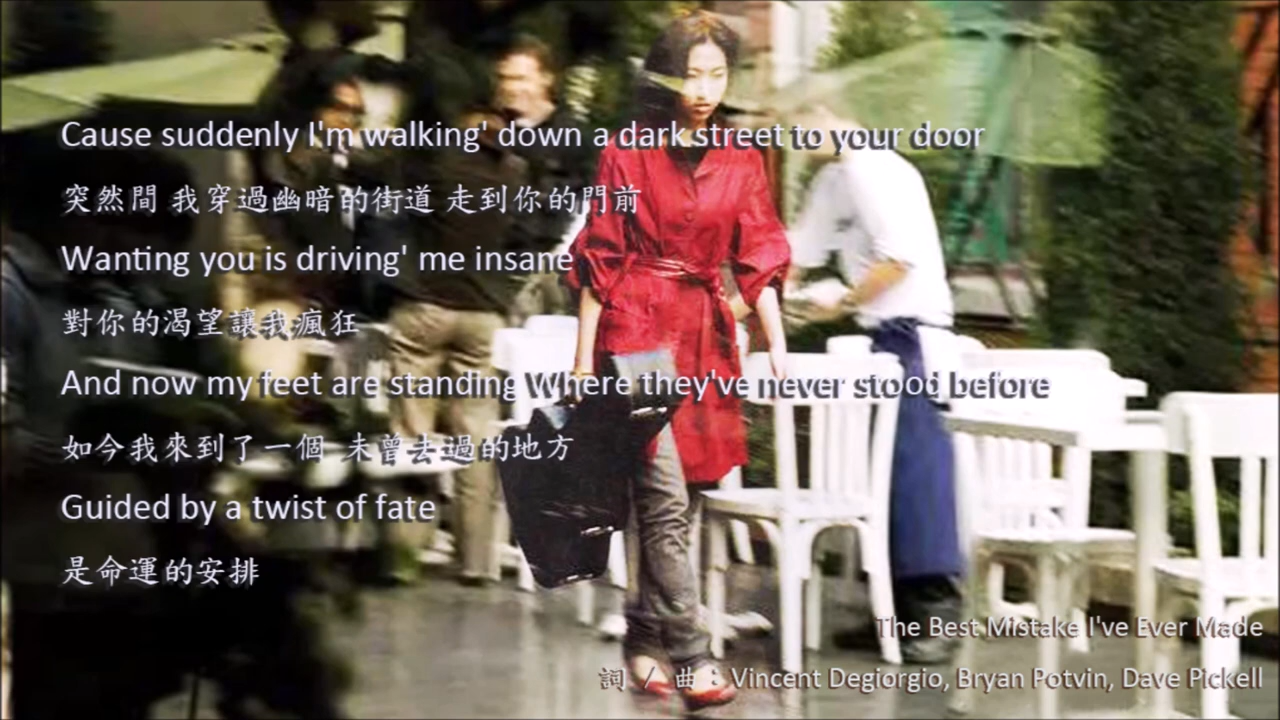 Cause suddenly I'm walking' down a dark street to your door
突然間 我穿過幽暗的街道 走到你的門前
Wanting you is driving' me insane
對你的渴望讓我瘋狂
And now my feet are standing Where they've never stood before
如今我來到了一個 未曾去過的地方
Guided by a twist of fate
是命運的安排
The Best Mistake I've Ever Made
詞 / 曲 : Vincent Degiorgio, Bryan Potvin, Dave Pickell